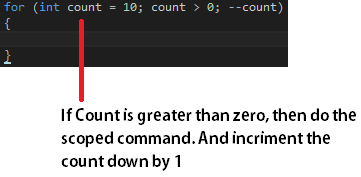 for (int count = 10; count > 0; --count)
{
}
If Count is greater than zero, then do the
scoped command. And incriment the
count down by 1